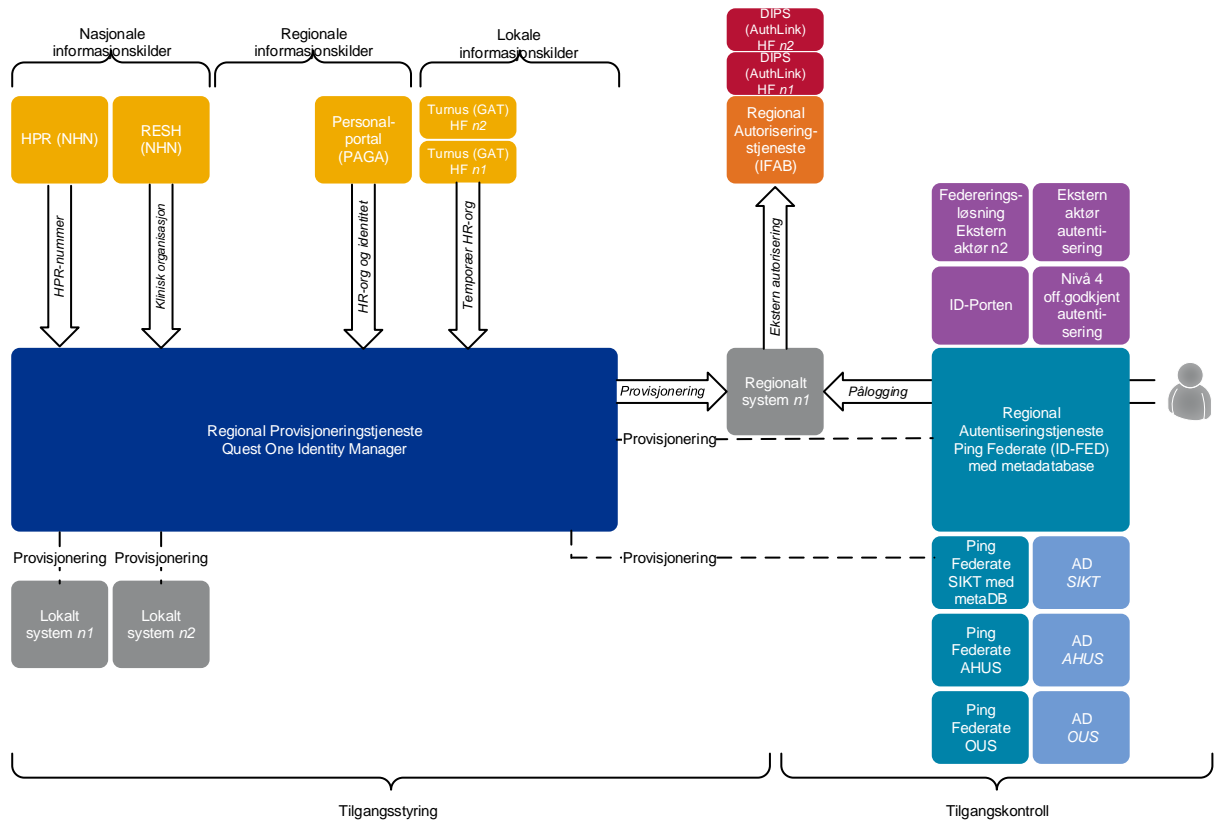 Nasjonale
informasjonskilder
Regionale
informasjonskilder
Lokale
informasjonskilder
DIPS
(AuthLink)
HF n2
DIPS
(AuthLink)
HF n1
HPR (NHN)
RESH
(NHN)
Personal-
portal
(PAGA)
Turnus (GAT)
HF n2
Turnus (GAT)
HF n1
Regional
Autorisering-
stjeneste
(IFAB)
HPR-nummer
Klinisk organisasjon
HR-org og identitet
Temporær HR-org
Ekstern autorisering
Federerings-
løsning
Ekstern
aktør n2
Ekstern
aktør
autenti-
sering
ID-Porten
Nivå 4
off.godkjent
autenti-
sering
Regional Provisjoneringstjeneste
Quest One Identity Manager
Provisjonering
Regionalt
system n1
Pålogging
Provisjonering
Regional
Autentiseringstjeneste
Ping Federate (ID-FED)
med metadatabase
Provisjonering
Provisjonering
Provisjonering
Lokalt
system n1
Lokalt
system n2
Ping
Federate
SIKT med
metaDB
AD
SIKT
Ping
Federate
AHUS
AD
AHUS
Ping
Federate
OUS
AD
OUS
Tilgangsstyring
Tilgangskontroll